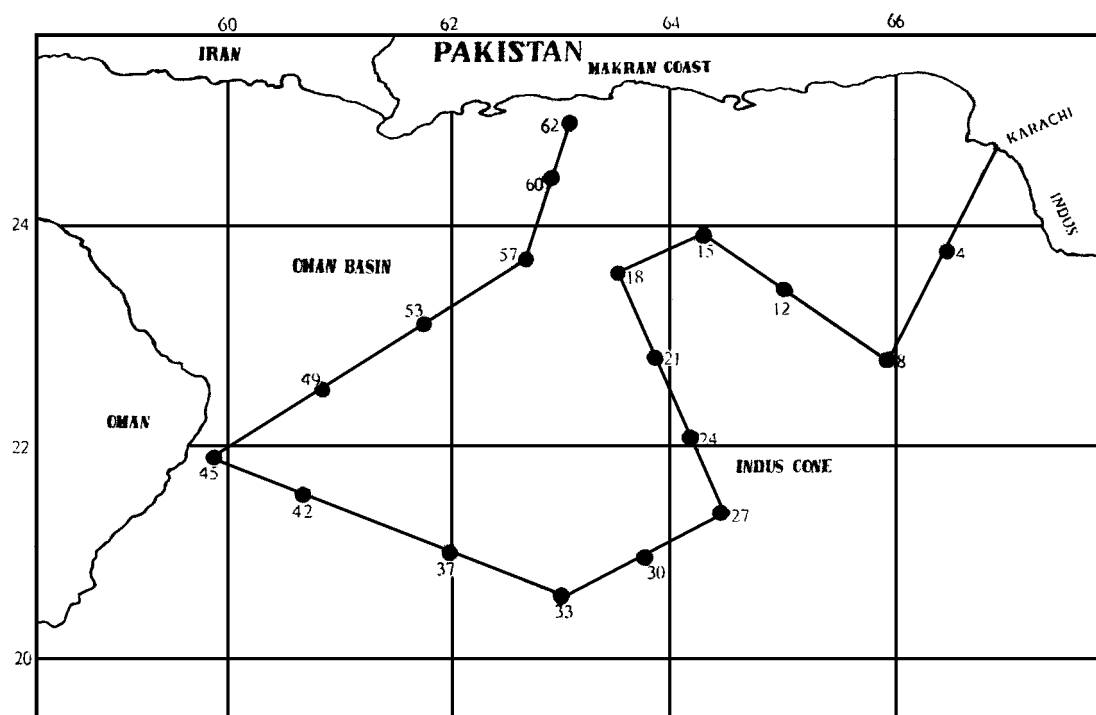 60 62 64 66
IRAN PAKISTAN
MAKRAN COAST
62
KARACHI
60
INDUS
24
57 15 4
OMAN BASIN
18
53 12
21 8
49
OMAN
22 24
45 INDUS CONE
42 27
37 30
33
20